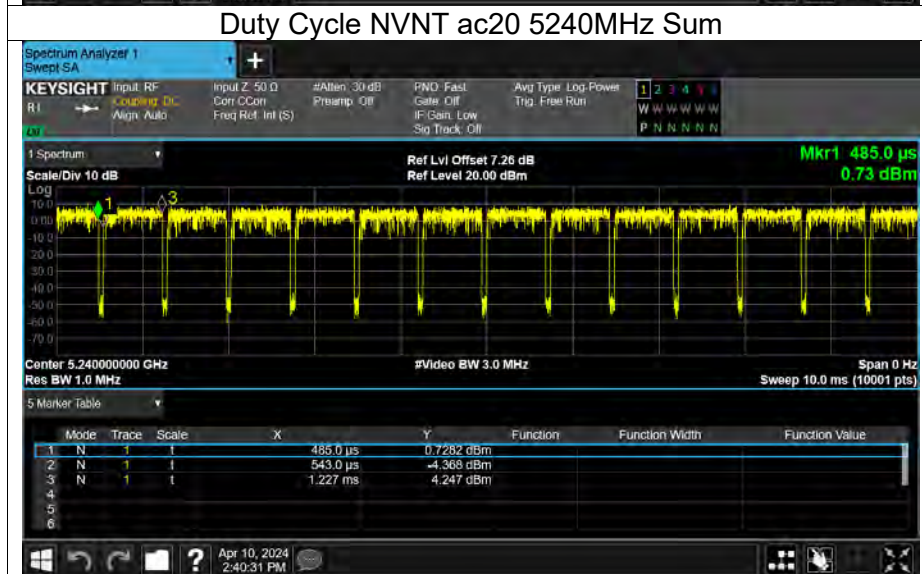 Duty Cycle NVNT ac20 5240MHz Sum
Spectrum Analyzer 1
Swept SA
+
KEYSIGHT Input: RF Input Z: 50 Ω #Atten: 30 dB PNO: Fast Avg Type: Log-Power 1 2 3 4 5 6
R L Coupling: DC Corr CCorr Preamp: Off Gate: Off Trig: Free Run W W W W W W
Align: Auto Freq Ref: Int (S) IF Gain: Low P N N N N N
Sig Track: Off
1 Spectrum Ref Lvl Offset 7.26 dB Mkr1 485.0 µs
Scale/Div 10 dB Ref Level 20.00 dBm 0.73 dBm
Log
10.0
0.00
-10.0
-20.0
-30.0
-40.0
-50.0
-60.0
-70.0
1
3
Center 5.240000000 GHz #Video BW 3.0 MHz Span 0 Hz
Res BW 1.0 MHz Sweep 10.0 ms (10001 pts)
5 Marker Table
Mode Trace Scale X Y Function Function Width Function Value
1 N 1 t 485.0 µs 0.7282 dBm
2 N 1 t 543.0 µs -4.368 dBm
3 N 1 t 1.227 ms 4.247 dBm
4
5
6
? Apr 10, 2024
2:40:31 PM